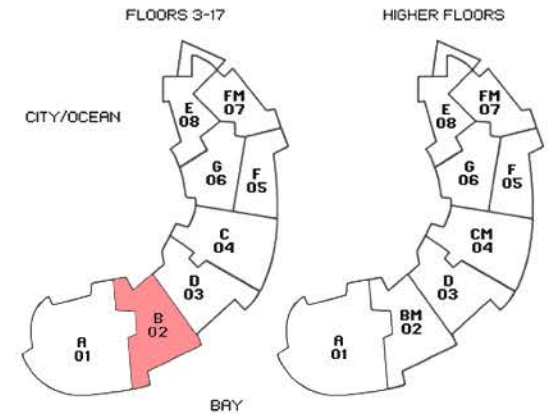 FLOORS 3-17
HIGHER FLOORS
CITY/OCEAN
E
08
FM
07
G
06
F
05
C
04
D
03
B
02
A
01
E
08
FM
07
G
06
F
05
CM
04
D
03
BM
02
A
01
BAY